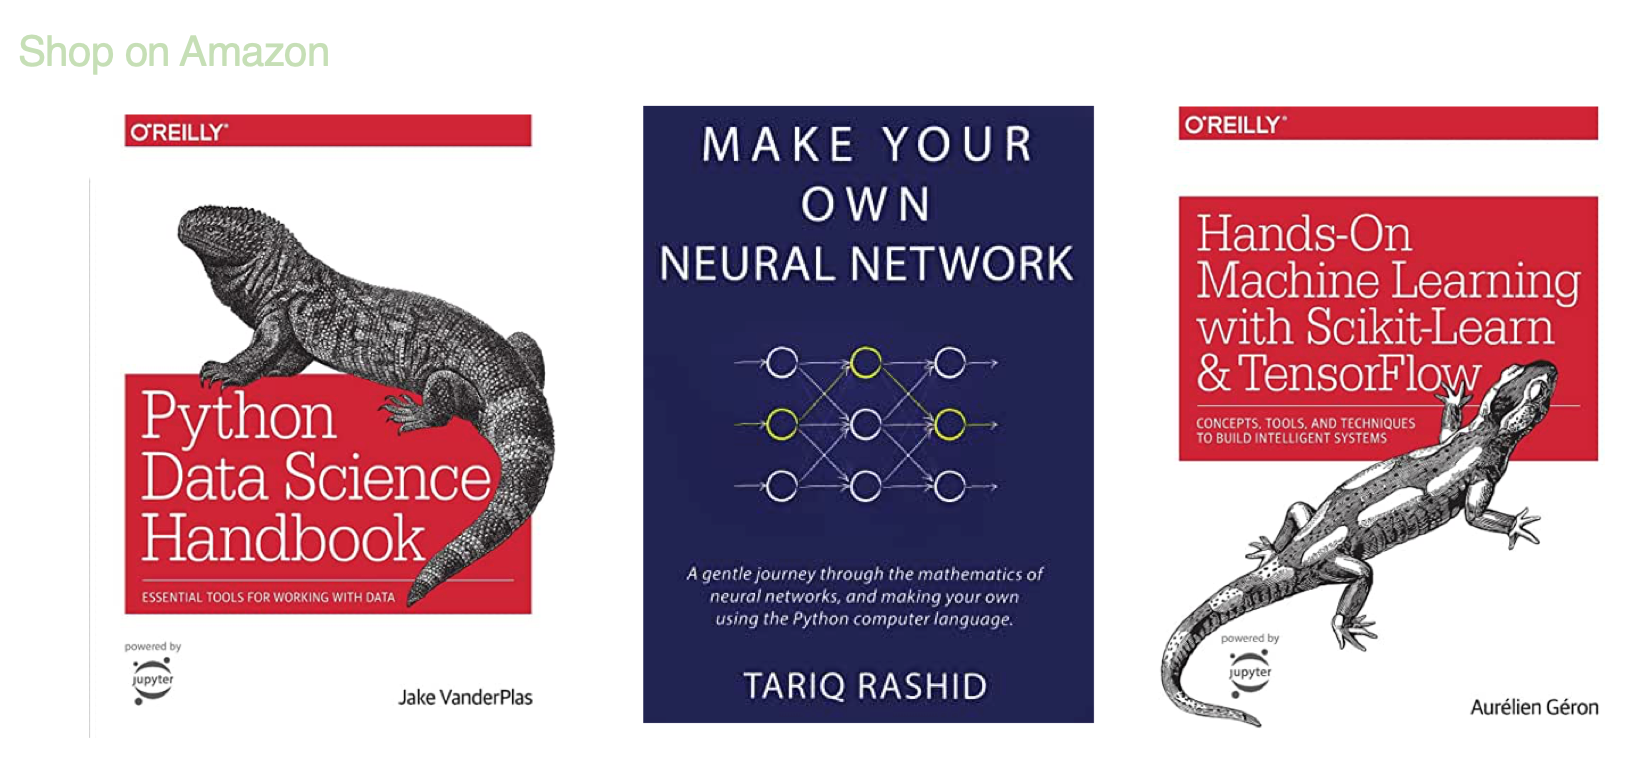 Shop on Amazon
O'REILLY®
Python
Data Science
Handbook
ESSENTIAL TOOLS FOR WORKING WITH DATA
powered by
jupyter
Jake VanderPlas
MAKE YOUR
OWN
NEURAL NETWORK
A gentle journey through the mathematics of
neural networks, and making your own
using the Python computer language.
TARIQ RASHID
O'REILLY®
Hands-On
Machine Learning
with Scikit-Learn
& TensorFlow
CONCEPTS, TOOLS, AND TECHNIQUES
TO BUILD INTELLIGENT SYSTEMS
powered by
jupyter
Aurélien Géron